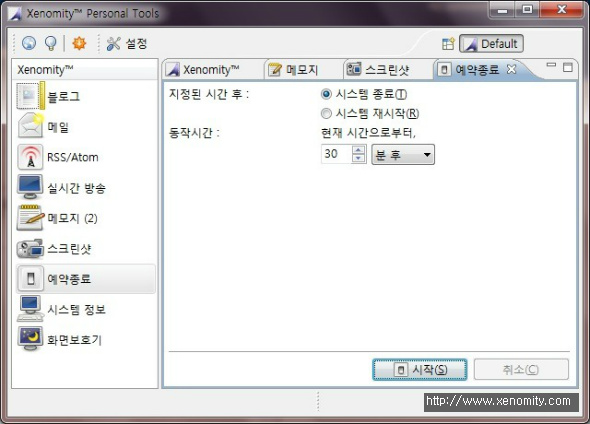 Xenomity™ Personal Tools
설정
Default
Xenomity™
Xenomity™
메모지
스크린샷
예약종료
블로그
메일
RSS/Atom
실시간 방송
메모지 (2)
스크린샷
예약종료
시스템 정보
화면보호기
지정된 시간 후 :
시스템 종료(T)
시스템 재시작(R)
동작시간 :
현재 시간으로부터,
30
분 후
시작(S)
취소(C)
http://www.xenomity.com